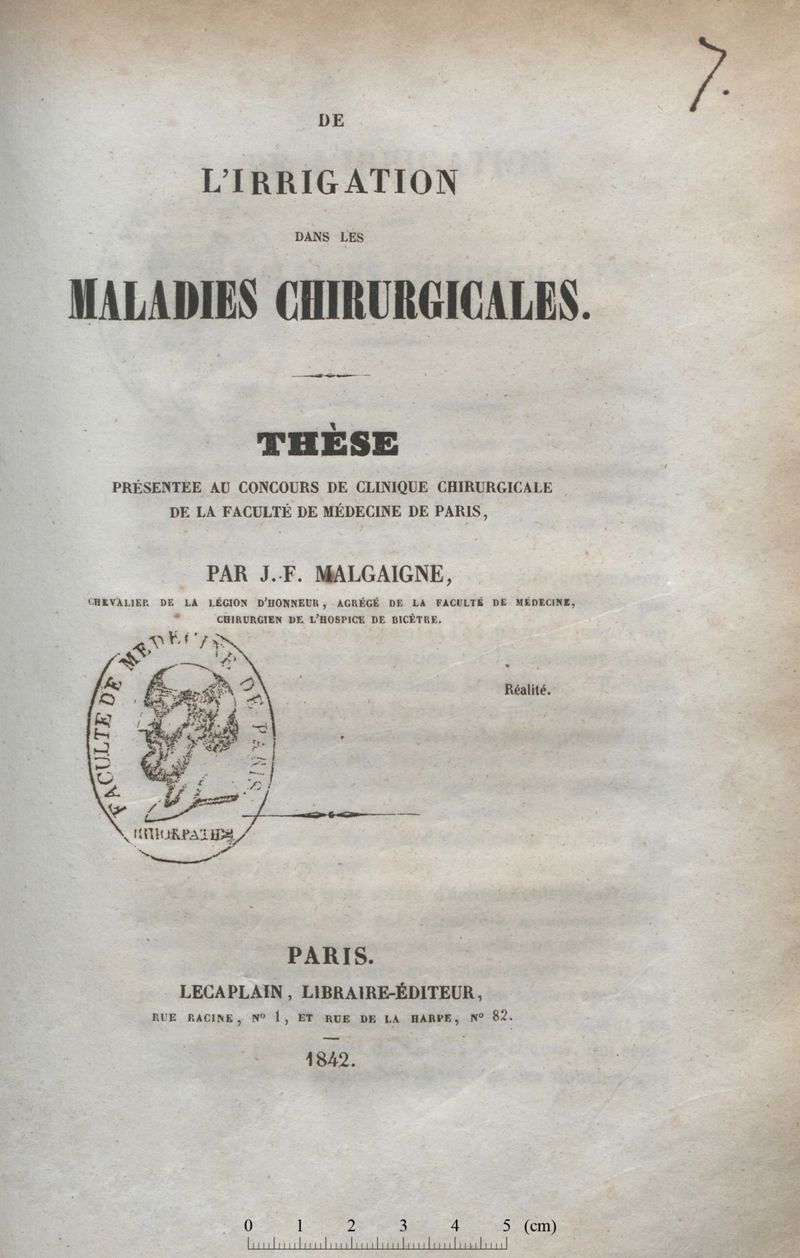 7.
DE
L'IRRIGATION
DANS LES
MALADIES CHIRURGICALES.
THÈSE
PRÉSENTEE AU CONCOURS DE CLINIQUE CHIRURGICALE
DE LA FACULTÉ DE MÉDECINE DE PARIS,
PAR J.-F. MALGAIGNE,
CHEVALIER DE LA LÉGION D'HONNEUR, AGRÉGÉ DE LA FACULTÉ DE MÉDECINE,
CHIRURGIEN DE L'HOSPICE DE BICÊTRE.
Réalité.
FACULTE DE MEDECINE DE PARIS
PARIS.
LECAPLAIN, LIBRAIRE-ÉDITEUR,
RUE RACINE, Nº 1, ET RUE DE LA HARPE, Nº 82.
1842.
0 1 2 3 4 5 (cm)